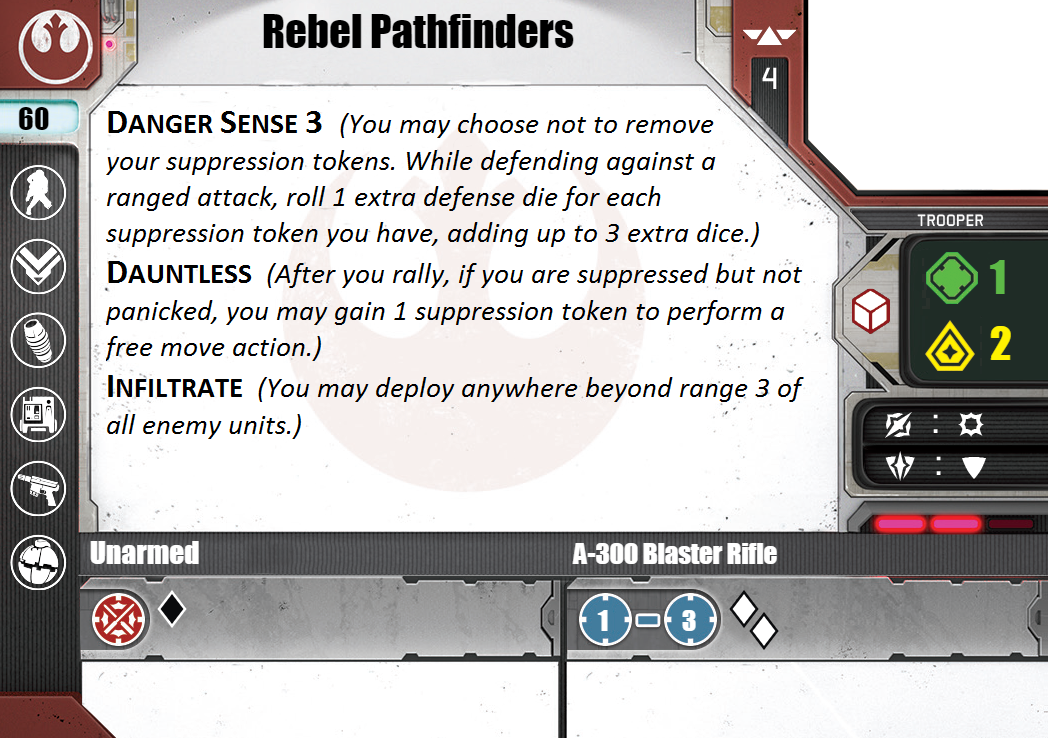 Rebel Pathfinders
4
60
DANGER SENSE 3 (You may choose not to remove
your suppression tokens. While defending against a
ranged attack, roll 1 extra defense die for each
suppression token you have, adding up to 3 extra dice.)
DAUNTLESS (After you rally, if you are suppressed but not
panicked, you may gain 1 suppression token to perform a
free move action.)
INFILTRATE (You may deploy anywhere beyond range 3 of
all enemy units.)
TROOPER
1
2
:
:
Unarmed
A-300 Blaster Rifle
1 - 3